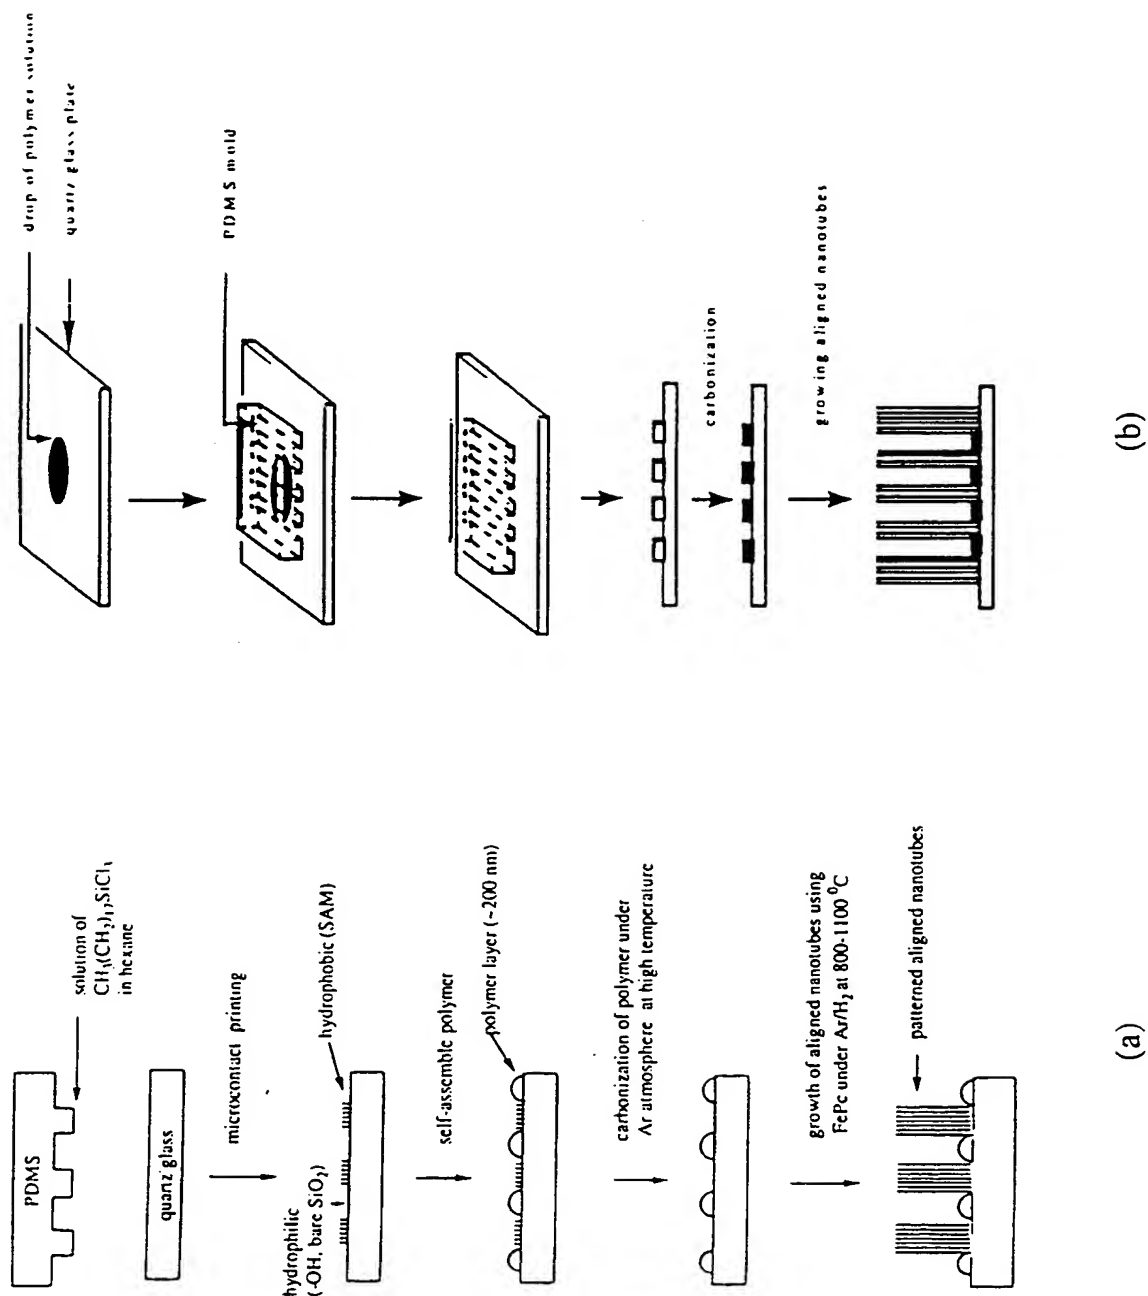 PDMS
solution of
CH3(CH2)17SiCl3
in hexane
quarız glass
microcontact printing
hydrophilic
(-OH, bare SiO2)
hydrophobic (SAM)
self-assemble polymer
polymer layer (~200 nm)
carbonization of polymer under
Ar atmosphere at high temperature
growth of aligned nanotubes using
FePc under Ar/H2 at 800-1100 °C
patterned aligned nanotubes
(a)
drop of polymer solution
quartz glass plate
PDMS mold
carbonization
growing aligned nanotubes
(b)